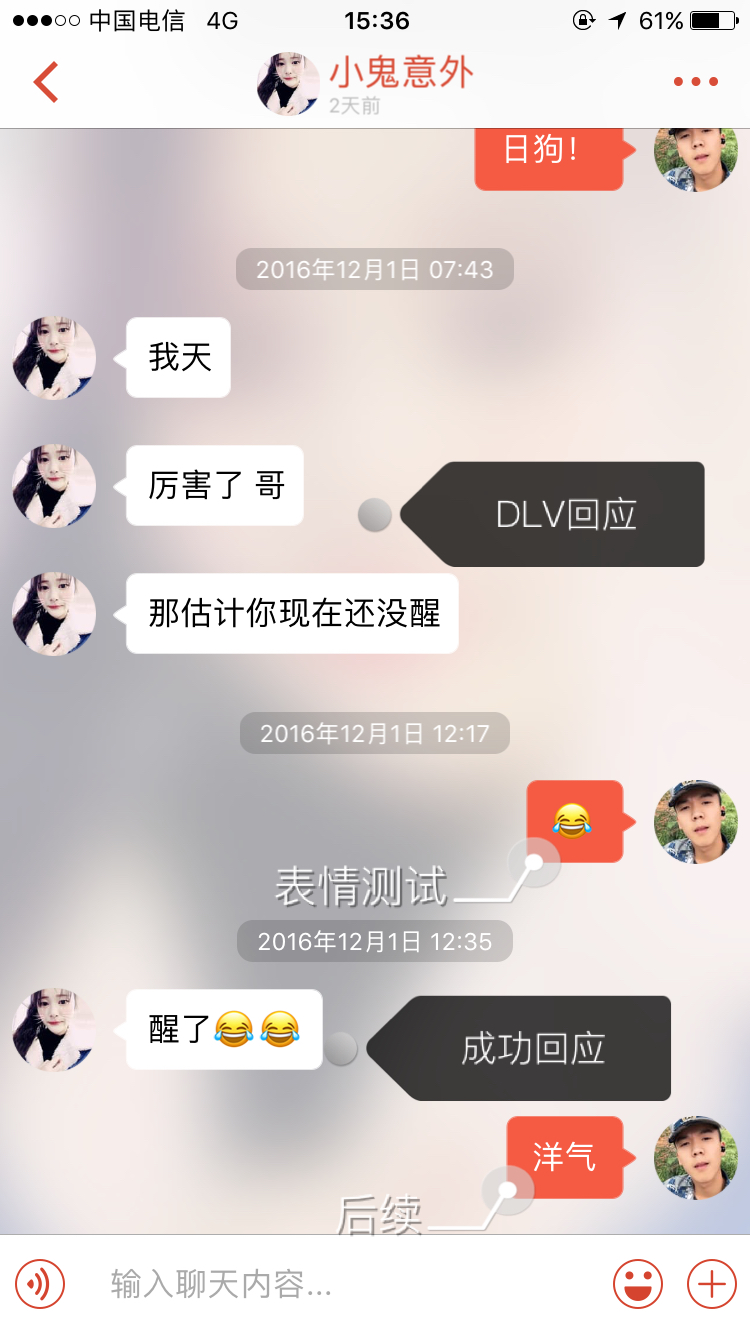 中国电信 4G 15:36 61%
小鬼意外
2天前
日狗！
2016年12月1日 07:43
我天
厉害了 哥
DLV回应
那估计你现在还没醒
2016年12月1日 12:17
😂
表情测试
2016年12月1日 12:35
醒了😂😂
成功回应
洋气
后续
输入聊天内容...